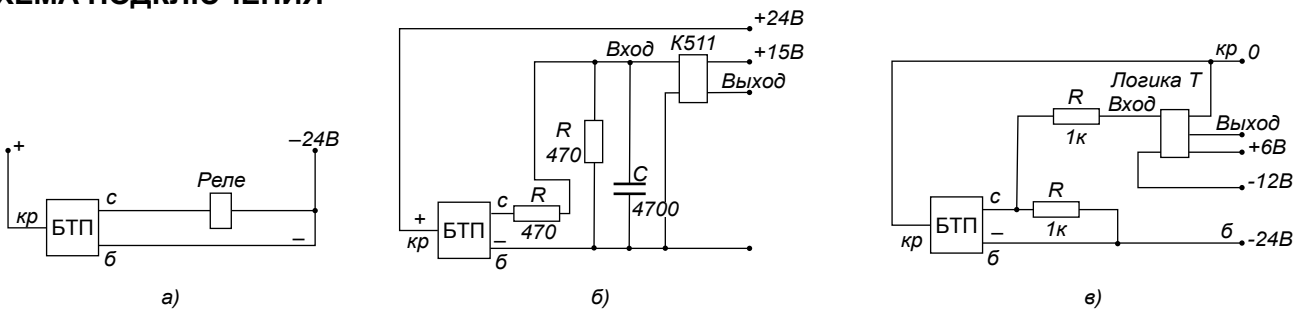 СХЕМА ПОДКЛЮЧЕНИЯ
+
–24В
Реле
кр
БТП
с
–
б
а)
+24В
Вход
К511
+15В
Выход
R
470
С
4700
+
кр
БТП
с
R
470
–
б
б)
кр 0
Логика Т
R
Вход
1к
Выход
+6В
-12В
с
R
кр
БТП
–
1к
б
б
-24В
в)